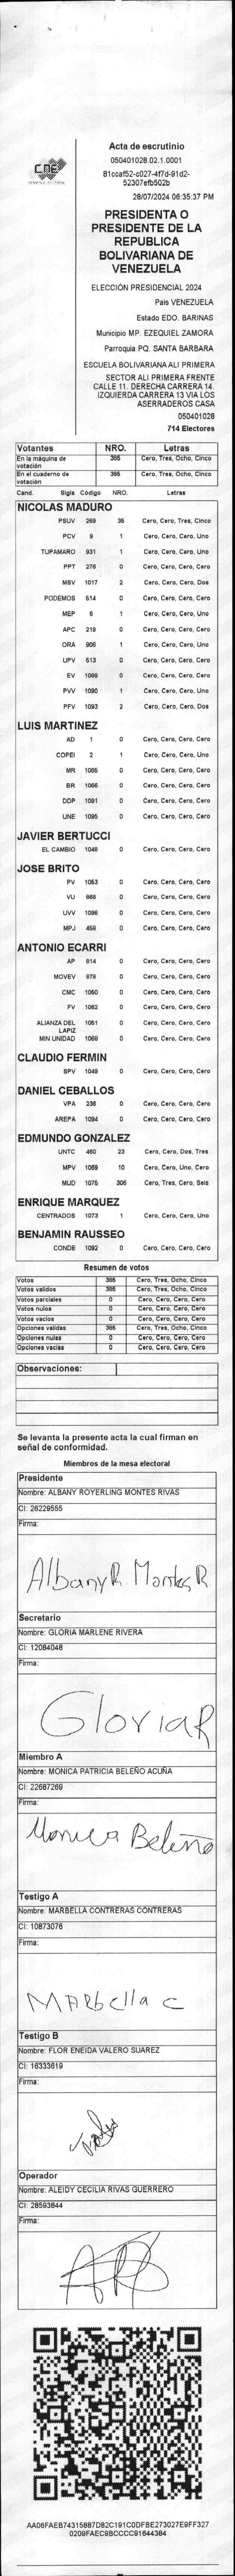 CNE
Acta de escrutinio
050401028.02.1.0001
81ccaf52-c027-4f7d-91d2-
52307efb502b
28/07/2024 06:35:37 PM
PRESIDENTA O
PRESIDENTE DE LA
REPUBLICA
BOLIVARIANA DE
VENEZUELA
ELECCIÓN PRESIDENCIAL 2024
Pais VENEZUELA
Estado EDO. BARINAS
Municipio MP. EZEQUIEL ZAMORA
Parroquia PQ. SANTA BARBARA
ESCUELA BOLIVARIANA ALI PRIMERA
SECTOR ALI PRIMERA FRENTE
CALLE 11. DERECHA CARRERA 14.
IZQUIERDA CARRERA 13 VIA LOS
ASERRADEROS CASA
050401028
714 Electores
Votantes NRO. Letras
En la máquina de votación 385 Cero, Tres, Ocho, Cinco
En el cuaderno de votación 385 Cero, Tres, Ocho, Cinco
Cand. Sigla Código NRO. Letras
NICOLAS MADURO
PSUV 269 35 Cero, Cero, Tres, Cinco
PCV 9 1 Cero, Cero, Cero, Uno
TUPAMARO 931 1 Cero, Cero, Cero, Uno
PPT 276 0 Cero, Cero, Cero, Cero
MSV 1017 2 Cero, Cero, Cero, Dos
PODEMOS 514 0 Cero, Cero, Cero, Cero
MEP 6 1 Cero, Cero, Cero, Uno
APC 219 0 Cero, Cero, Cero, Cero
ORA 906 1 Cero, Cero, Cero, Uno
UPV 513 0 Cero, Cero, Cero, Cero
EV 1089 0 Cero, Cero, Cero, Cero
PVV 1090 1 Cero, Cero, Cero, Uno
PFV 1093 2 Cero, Cero, Cero, Dos
LUIS MARTINEZ
AD 1 0 Cero, Cero, Cero, Cero
COPEI 2 1 Cero, Cero, Cero, Uno
MR 1065 0 Cero, Cero, Cero, Cero
BR 1066 0 Cero, Cero, Cero, Cero
DDP 1091 0 Cero, Cero, Cero, Cero
UNE 1095 0 Cero, Cero, Cero, Cero
JAVIER BERTUCCI
EL CAMBIO 1048 0 Cero, Cero, Cero, Cero
JOSE BRITO
PV 1053 0 Cero, Cero, Cero, Cero
VU 868 0 Cero, Cero, Cero, Cero
UVV 1096 0 Cero, Cero, Cero, Cero
MPJ 458 0 Cero, Cero, Cero, Cero
ANTONIO ECARRI
AP 814 0 Cero, Cero, Cero, Cero
MOVEV 878 0 Cero, Cero, Cero, Cero
CMC 1050 0 Cero, Cero, Cero, Cero
FV 1062 0 Cero, Cero, Cero, Cero
ALIANZA DEL LAPIZ 1051 0 Cero, Cero, Cero, Cero
MIN UNIDAD 1068 0 Cero, Cero, Cero, Cero
CLAUDIO FERMIN
SPV 1049 0 Cero, Cero, Cero, Cero
DANIEL CEBALLOS
VPA 236 0 Cero, Cero, Cero, Cero
AREPA 1094 0 Cero, Cero, Cero, Cero
EDMUNDO GONZALEZ
UNTC 460 23 Cero, Cero, Dos, Tres
MPV 1069 10 Cero, Cero, Uno, Cero
MUD 1075 306 Cero, Tres, Cero, Seis
ENRIQUE MARQUEZ
CENTRADOS 1073 1 Cero, Cero, Cero, Uno
BENJAMIN RAUSSEO
CONDE 1092 0 Cero, Cero, Cero, Cero
Resumen de votos
Votos 385 Cero, Tres, Ocho, Cinco
Votos validos 385 Cero, Tres, Ocho, Cinco
Votos parciales 0 Cero, Cero, Cero, Cero
Votos nulos 0 Cero, Cero, Cero, Cero
Votos vacios 0 Cero, Cero, Cero, Cero
Opciones validas 385 Cero, Tres, Ocho, Cinco
Opciones nulas 0 Cero, Cero, Cero, Cero
Opciones vacias 0 Cero, Cero, Cero, Cero
Observaciones:
Se levanta la presente acta la cual firman en
señal de conformidad.
Miembros de la mesa electoral
Presidente
Nombre: ALBANY ROYERLING MONTES RIVAS
CI: 26229555
Firma:
Albany R. Montes R
Secretario
Nombre: GLORIA MARLENE RIVERA
CI: 12084048
Firma:
Gloria R
Miembro A
Nombre: MONICA PATRICIA BELEÑO ACUÑA
CI: 22687269
Firma:
Monica Beleño
Testigo A
Nombre: MARBELLA CONTRERAS CONTRERAS
CI: 10873076
Firma:
MARbella C
Testigo B
Nombre: FLOR ENEIDA VALERO SUAREZ
CI: 16333619
Firma:
Operador
Nombre: ALEIDY CECILIA RIVAS GUERRERO
CI: 28593844
Firma:
AA06FAEB74315887D82C191C0DFBE273027E9FF327
0209FAEC9BCCCC91644384